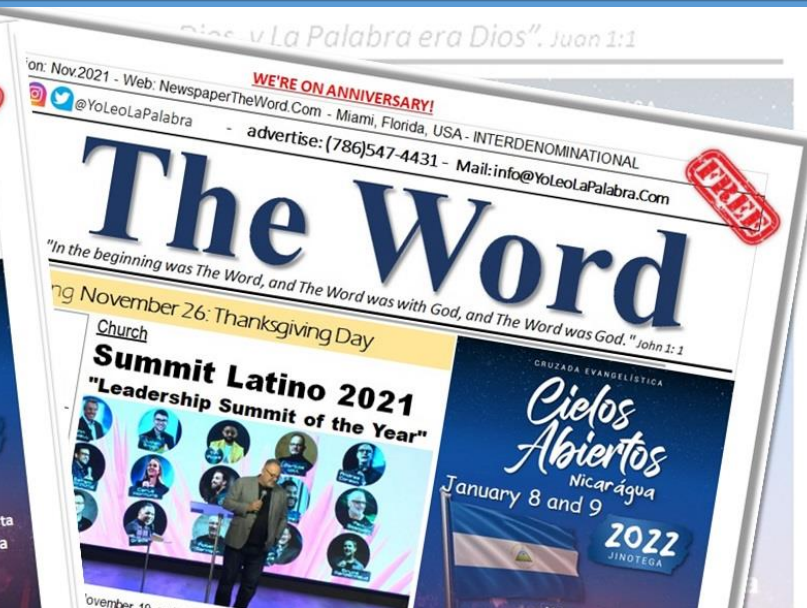 y La Palabra era Dios". Juan 1:1
WE'RE ON ANNIVERSARY!
on: Nov.2021 - Web: NewspaperTheWord.Com - Miami, Florida, USA - INTERDENOMINATIONAL
@YoLeoLaPalabra - advertise: (786)547-4431 - Mail: info@YoLeoLaPalabra.Com
FREE
The Word
"In the beginning was The Word, and The Word was with God, and The Word was God." John 1: 1
ng November 26: Thanksgiving Day
Church
Summit Latino 2021
"Leadership Summit of the Year"
CRUZADA EVANGELÍSTICA
Cielos
Abiertos
Nicarágua
January 8 and 9
2022
JINOTEGA
ta
a
a